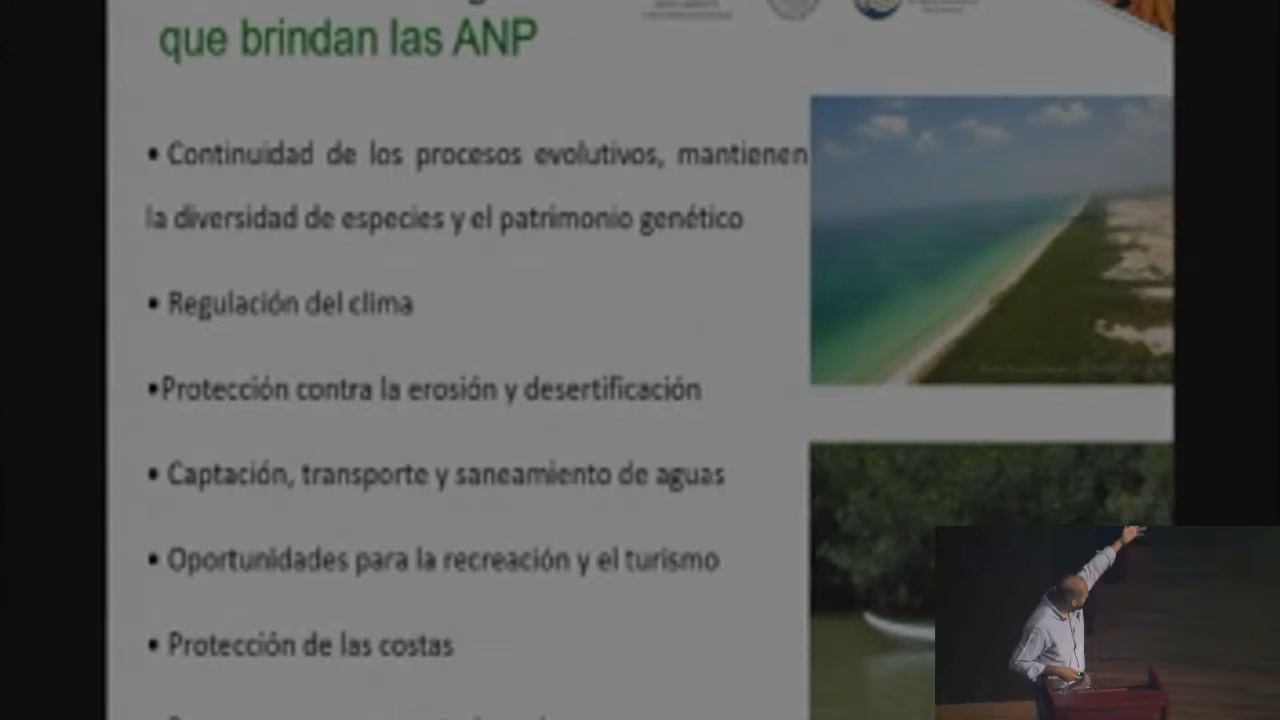 que brindan las ANP
• Continuidad de los procesos evolutivos, mantienen
la diversidad de especies y el patrimonio genético
• Regulación del clima
•Protección contra la erosión y desertificación
• Captación, transporte y saneamiento de aguas
• Oportunidades para la recreación y el turismo
• Protección de las costas